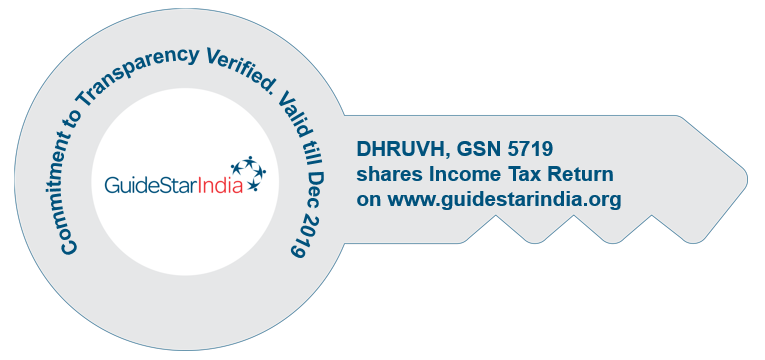 Commitment to Transparency Verified. Valid till Dec 2019
GuideStarIndia
DHRUVH, GSN 5719
shares Income Tax Return
on www.guidestarindia.org